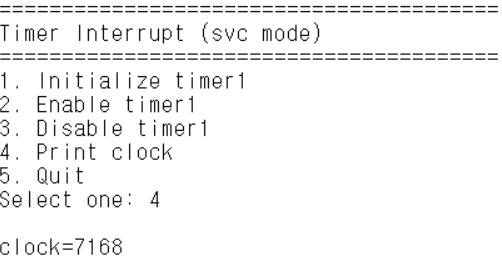 ========================================
Timer Interrupt (svc mode)
========================================
1. Initialize timer1
2. Enable timer1
3. Disable timer1
4. Print clock
5. Quit
Select one: 4
clock=7168